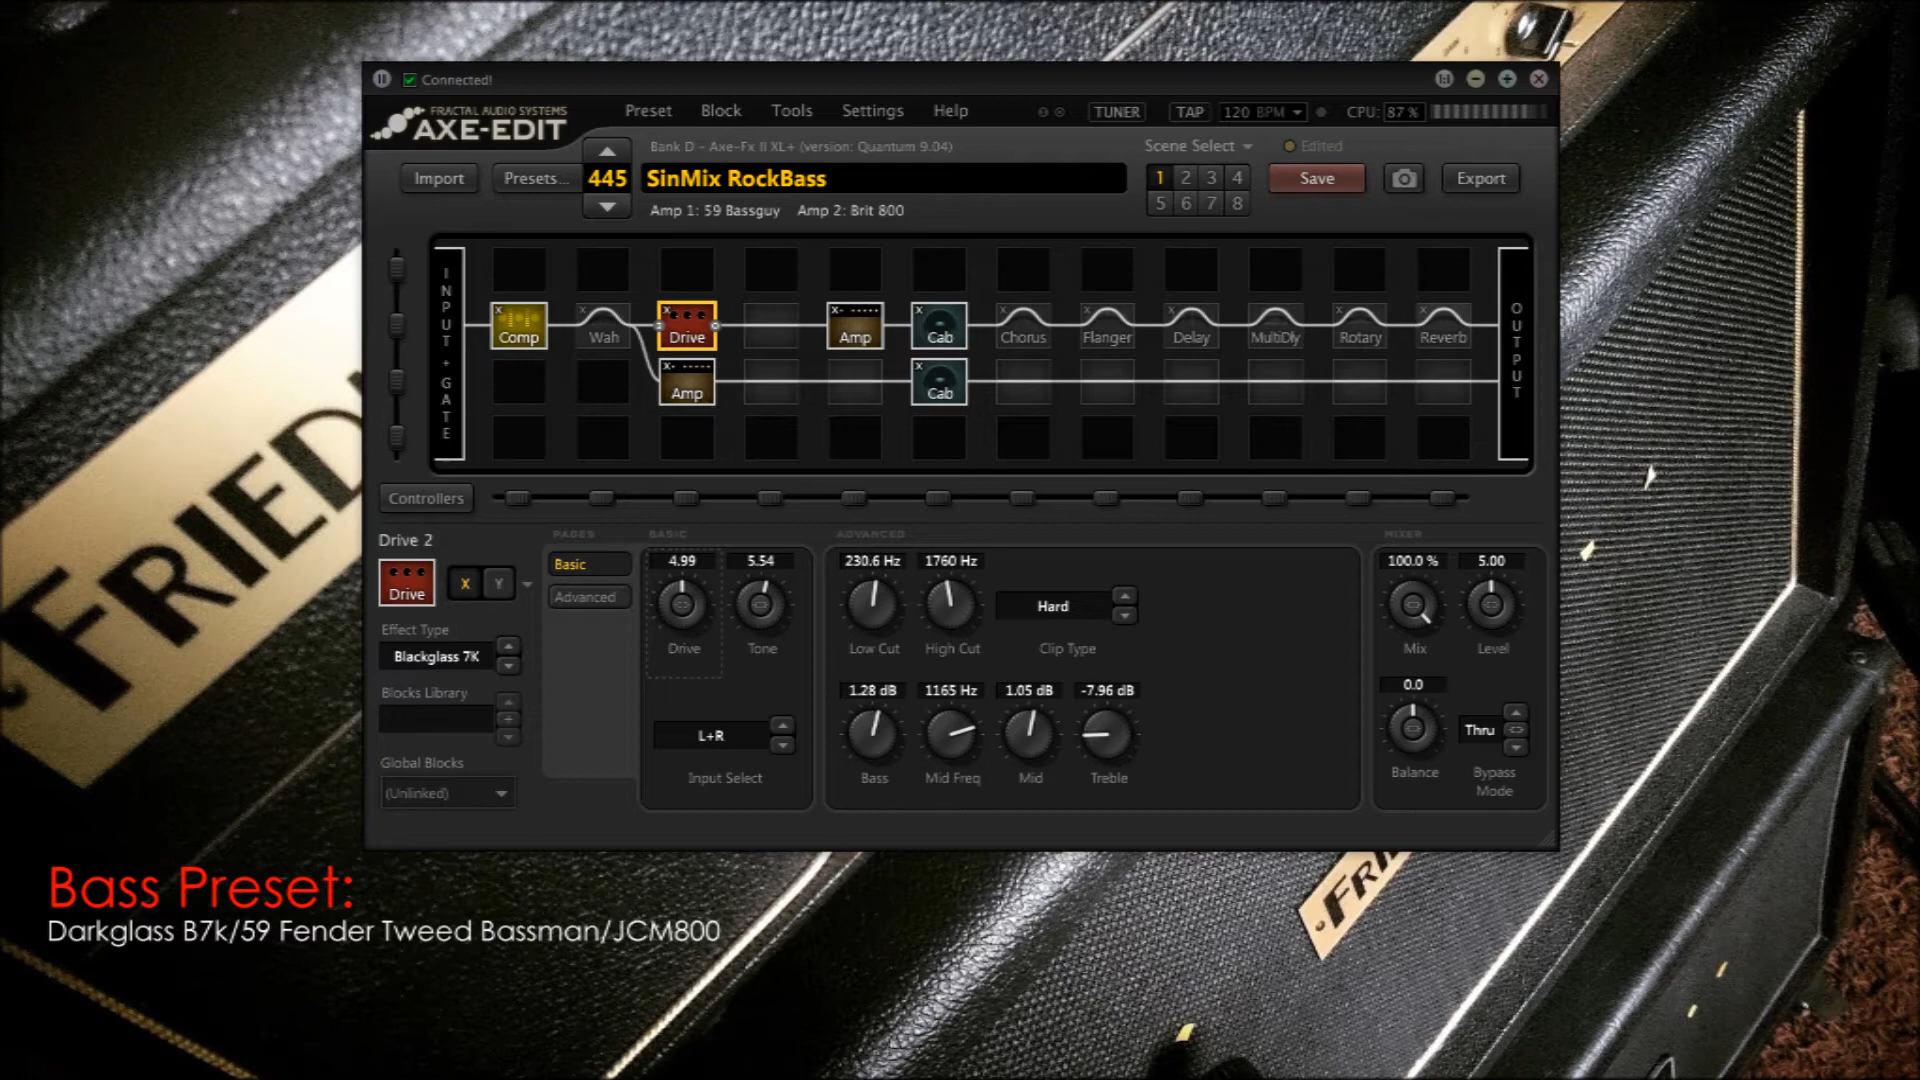 Connected!
FRACTAL AUDIO SYSTEMS
AXE-EDIT
Preset Block Tools Settings Help
TUNER TAP 120 BPM CPU: 87 %
Bank D - Axe-Fx II XL+ (version: Quantum 9.04)
Scene Select Edited
Import Presets... 445 SinMix RockBass 1 2 3 4 Save Export
5 6 7 8
Amp 1: 59 Bassguy Amp 2: Brit 800
INPUT + GATE
Comp Wah Drive Amp Cab Chorus Flanger Delay MultiDly Rotary Reverb
Amp Cab
OUTPUT
Controllers
Drive 2
Drive
X Y
Effect Type
Blackglass 7K
Blocks Library
Global Blocks
(Unlinked)
PAGES
Basic
Advanced
BASIC
4.99 5.54
Drive Tone
L+R
Input Select
ADVANCED
230.6 Hz 1760 Hz
Hard
Low Cut High Cut Clip Type
1.28 dB 1165 Hz 1.05 dB -7.96 dB
Bass Mid Freq Mid Treble
MIXER
100.0 % 5.00
Mix Level
0.0
Thru
Balance Bypass
Mode
Bass Preset:
Darkglass B7k/59 Fender Tweed Bassman/JCM800